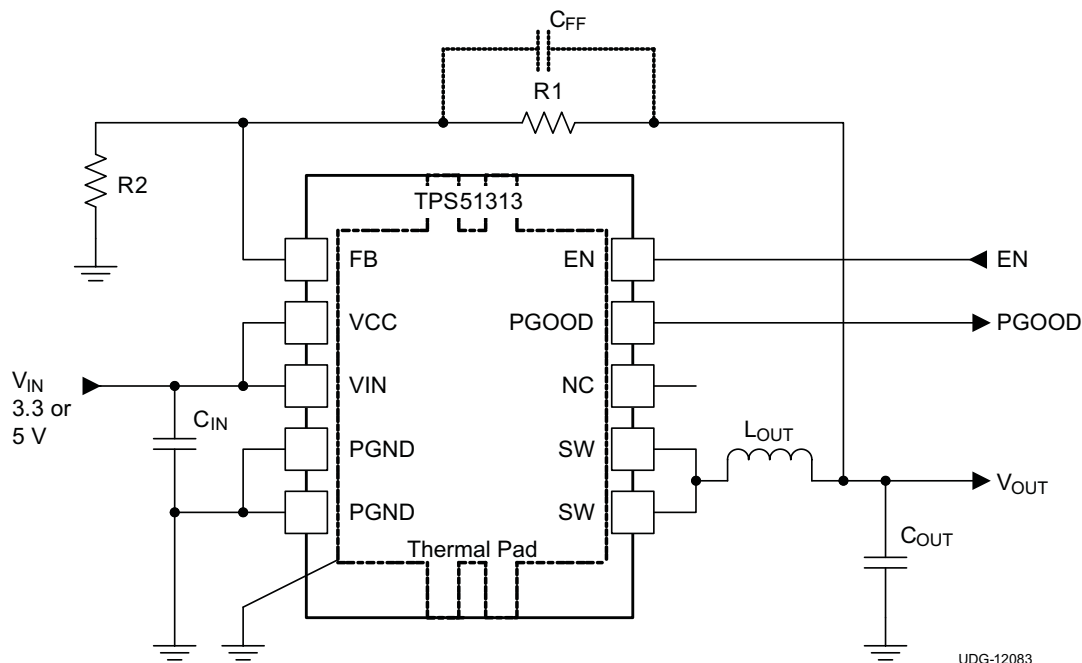 CFF
R1
R2
TPS51313
FB
EN
EN
VCC
PGOOD
PGOOD
VIN
3.3 or
5 V
VIN
NC
CIN
PGND
SW
LOUT
PGND
SW
VOUT
COUT
Thermal Pad
UDG-12083